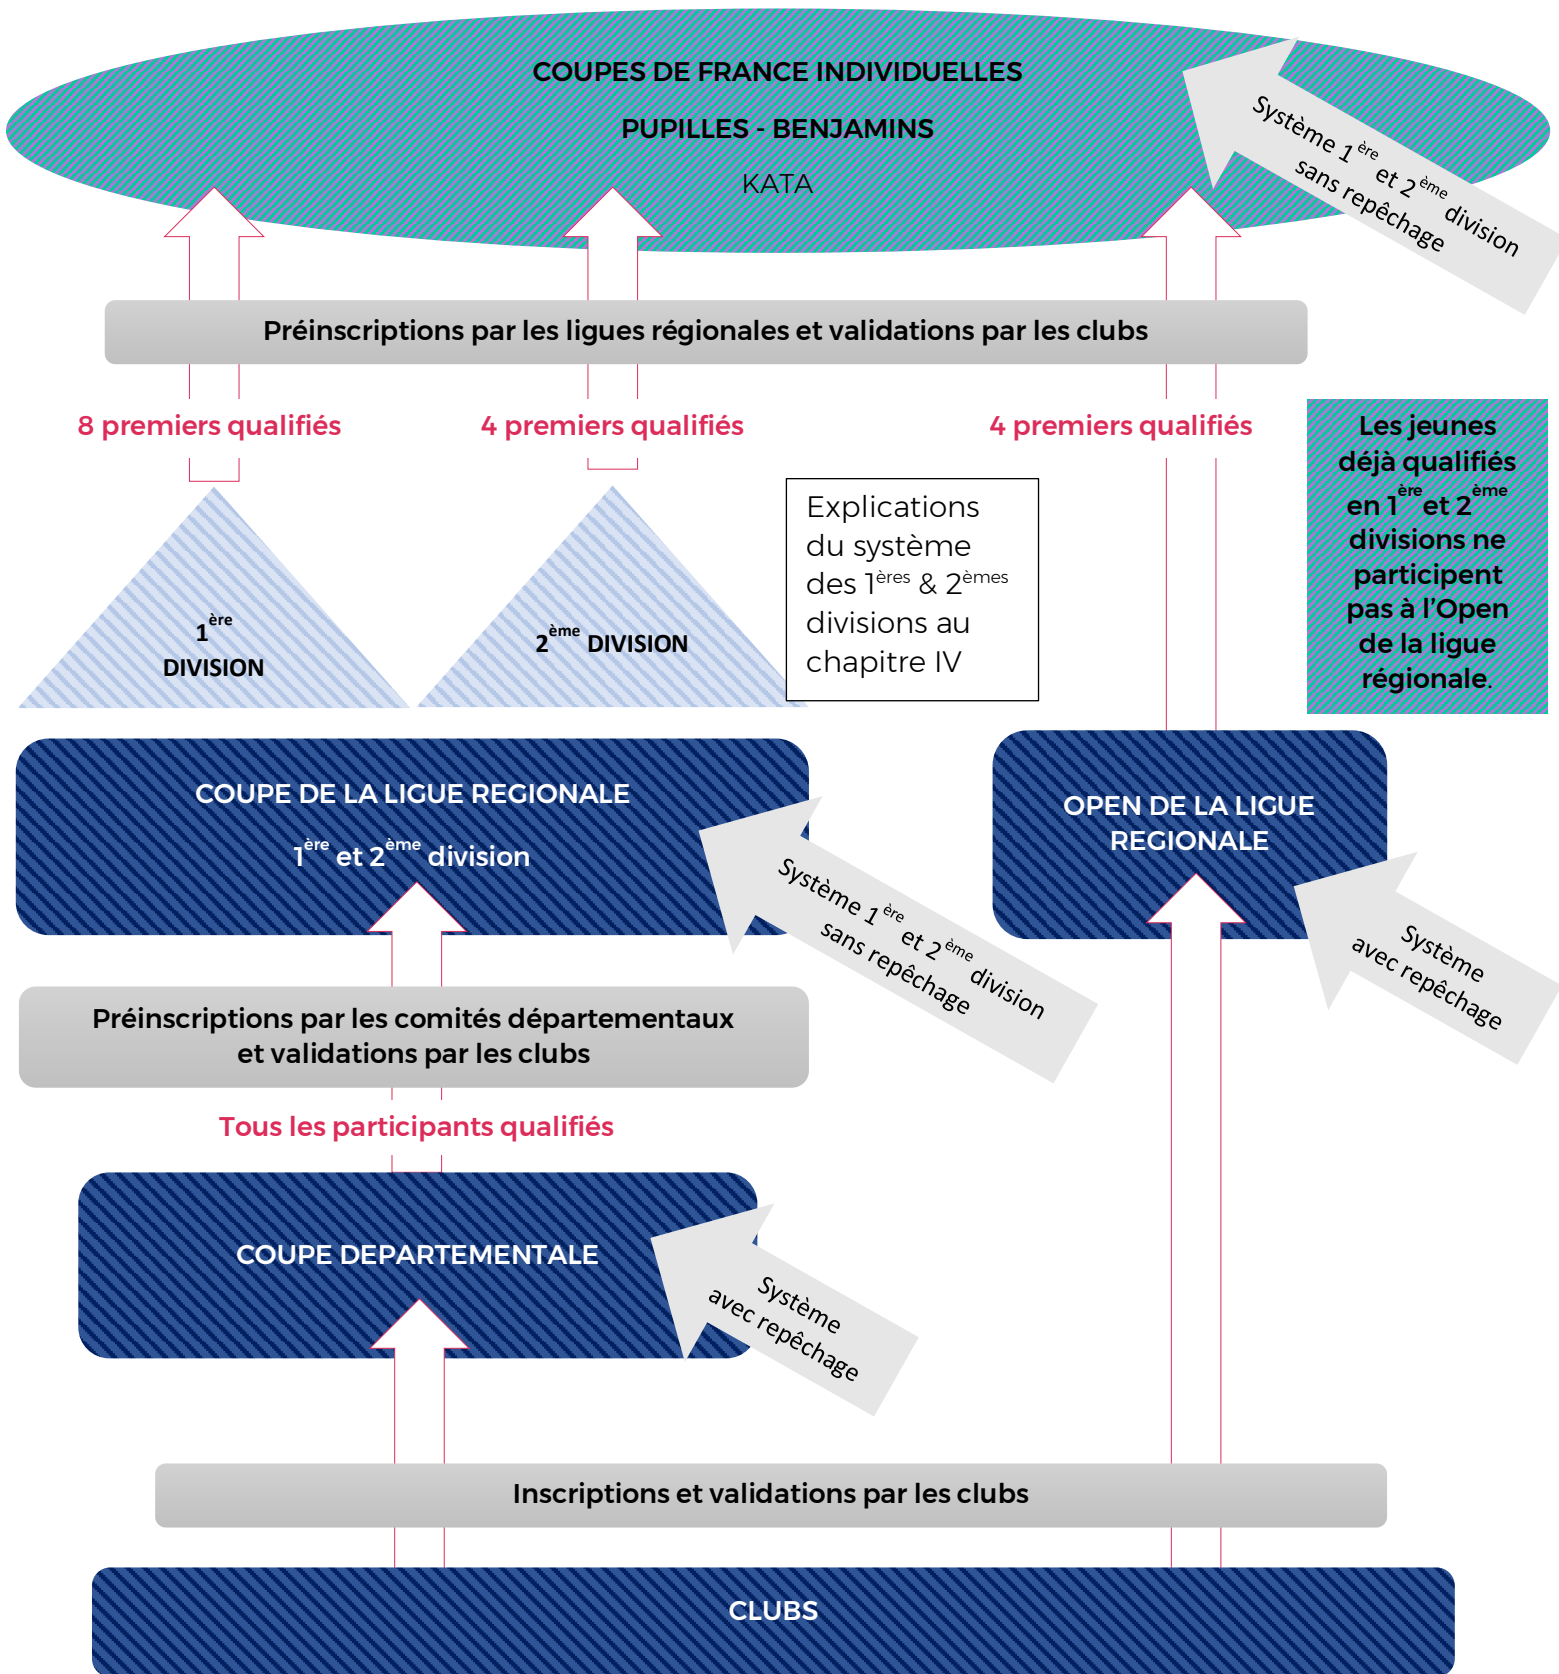 COUPES DE FRANCE INDIVIDUELLES
PUPILLES - BENJAMINS
KATA
Système 1ère et 2ème division
sans repêchage
Préinscriptions par les ligues régionales et validations par les clubs
8 premiers qualifiés
4 premiers qualifiés
4 premiers qualifiés
Les jeunes
déjà qualifiés
en 1ère et 2ème
divisions ne
participent
pas à l’Open
de la ligue
régionale.
Explications
du système
des 1ères & 2èmes
divisions au
chapitre IV
1ère
DIVISION
2ème DIVISION
COUPE DE LA LIGUE REGIONALE
1ère et 2ème division
Système 1ère et 2ème division
sans repêchage
OPEN DE LA LIGUE
REGIONALE
Système
avec repêchage
Préinscriptions par les comités départementaux
et validations par les clubs
Tous les participants qualifiés
COUPE DEPARTEMENTALE
Système
avec repêchage
Inscriptions et validations par les clubs
CLUBS